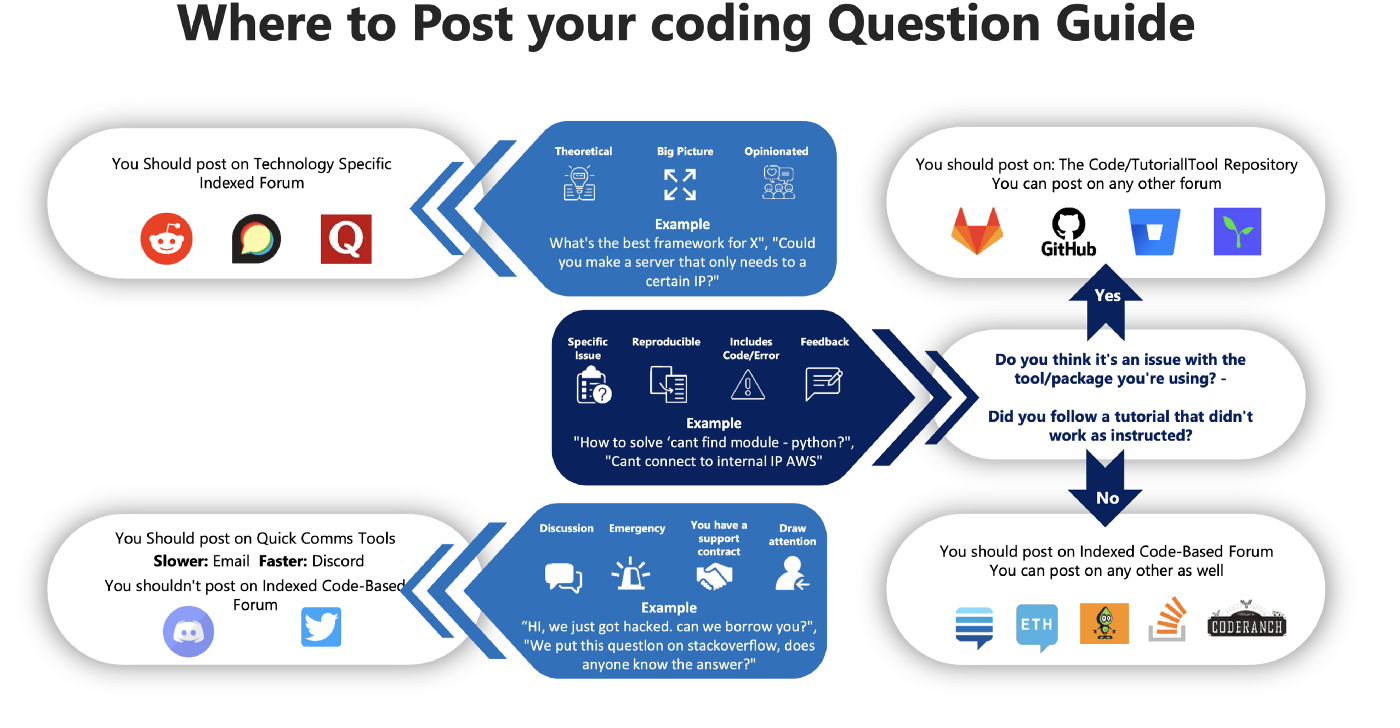 Where to Post your coding Question Guide
You Should post on Technology Specific
Indexed Forum
Theoretical
Big Picture
Opinionated
Example
What's the best framework for X", "Could
you make a server that only needs to a
certain IP?"
You should post on: The Code/TutoriallTool Repository
You can post on any other forum
GitHub
Yes
Specific
Issue
Reproducible
Includes
Code/Error
Feedback
Example
"How to solve ‘cant find module - python?",
"Cant connect to internal IP AWS"
Do you think it's an issue with the
tool/package you're using? -
Did you follow a tutorial that didn't
work as instructed?
No
You Should post on Quick Comms Tools
Slower: Email Faster: Discord
You shouldn't post on Indexed Code-Based
Forum
Discussion
Emergency
You have a
support
contract
Draw
attention
Example
“HI, we just got hacked. can we borrow you?",
"We put this question on stackoverflow, does
anyone know the answer?"
You should post on Indexed Code-Based Forum
You can post on any other as well
ETH
CODERANCH